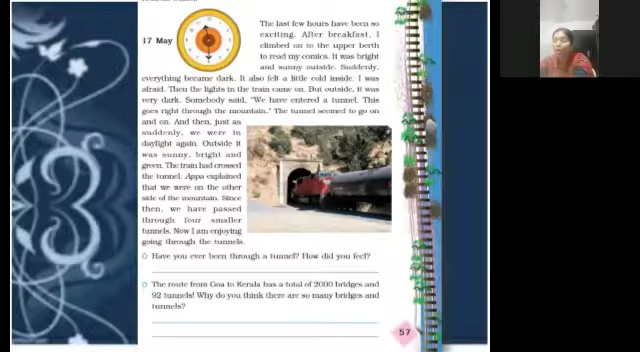 17 May
The last few hours have been so
exciting. After breakfast, I
climbed on to the upper berth
to read my comics. It was bright
and sunny outside. Suddenly,
everything became dark. It also felt a little cold inside. I was
afraid. Then the lights in the train came on. But outside, it was
very dark. Somebody said, "We have entered a tunnel. This
goes right through the mountain." The tunnel seemed to go on
and on. And then, just as
suddenly, we were in
daylight again. Outside it
was sunny, bright and
green. The train had crossed
the tunnel. Appa explained
that we were on the other
side of the mountain. Since
then, we have passed
through four smaller
tunnels. Now I am enjoying
going through the tunnels.
Have you ever been through a tunnel? How did you feel?
The route from Goa to Kerala has a total of 2000 bridges and
92 tunnels! Why do you think there are so many bridges and
tunnels?
57